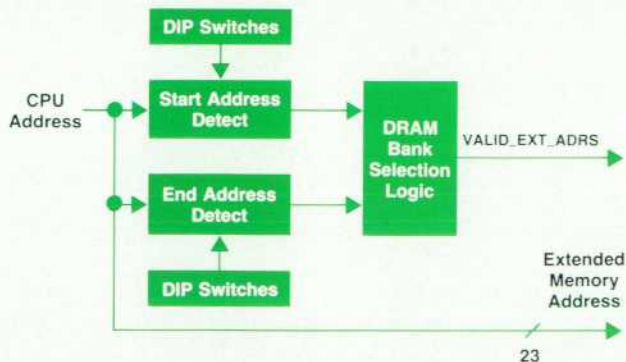 DIP Switches
CPU
Address
Start Address
Detect
DRAM
Bank
Selection
Logic
VALID_EXT_ADRS
End Address
Detect
DIP Switches
Extended
Memory
Address
23